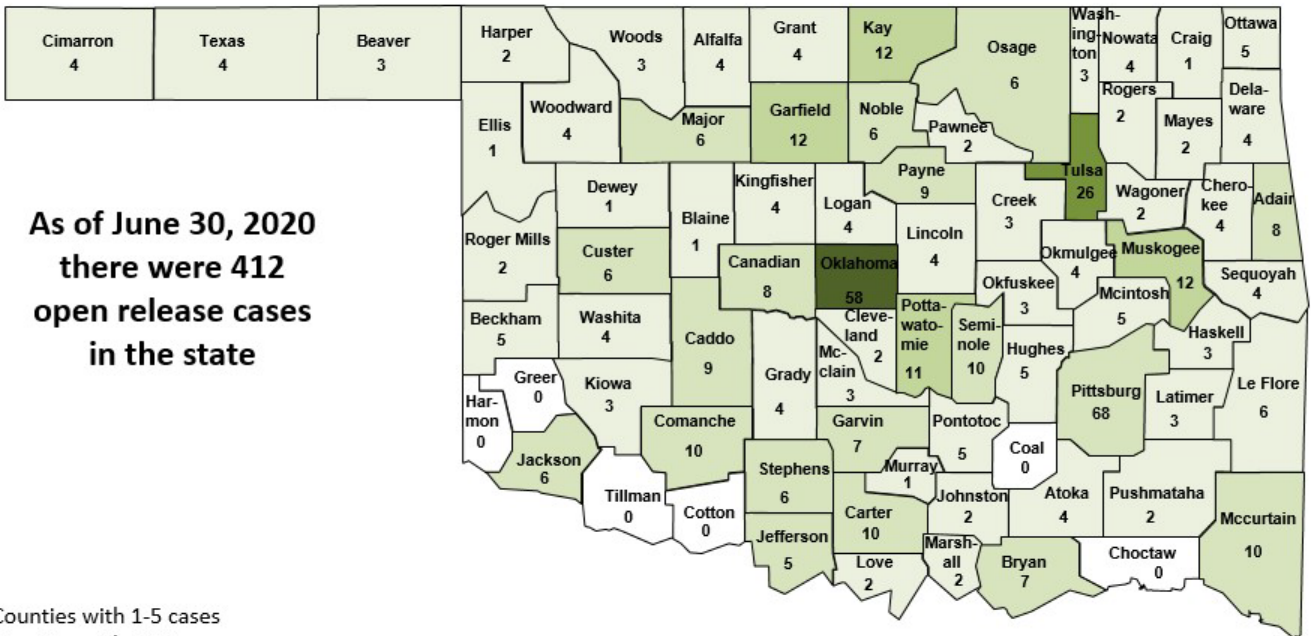 Cimarron
4
Texas
4
Beaver
3
Harper
2
Woods
3
Alfalfa
4
Grant
4
Kay
12
Osage
6
Wash-
ing-
ton
3
Nowata
4
Craig
1
Ottawa
5
Ellis
1
Woodward
4
Major
6
Garfield
12
Noble
6
Pawnee
2
Rogers
2
Mayes
2
Dela-
ware
4
As of June 30, 2020
there were 412
open release cases
in the state
Dewey
1
Blaine
1
Kingfisher
4
Logan
4
Payne
9
Creek
3
Tulsa
26
Wagoner
2
Chero-
kee
4
Adair
8
Roger Mills
2
Custer
6
Canadian
8
Oklahoma
58
Lincoln
4
Okfuskee
3
Okmulgee
4
Muskogee
12
Sequoyah
4
Beckham
5
Washita
4
Caddo
9
Grady
4
Mc-
clain
3
Cleve-
land
2
Potta-
wato-
mie
11
Semi-
nole
10
Hughes
5
Mcintosh
5
Haskell
3
Har-
mon
0
Greer
0
Kiowa
3
Comanche
10
Garvin
7
Pontotoc
5
Coal
0
Pittsburg
68
Latimer
3
Le Flore
6
Jackson
6
Tillman
0
Cotton
0
Stephens
6
Murray
1
Johnston
2
Atoka
4
Pushmataha
2
Mccurtain
10
Jefferson
5
Carter
10
Love
2
Marsh-
all
2
Bryan
7
Choctaw
0
Counties with 1-5 cases